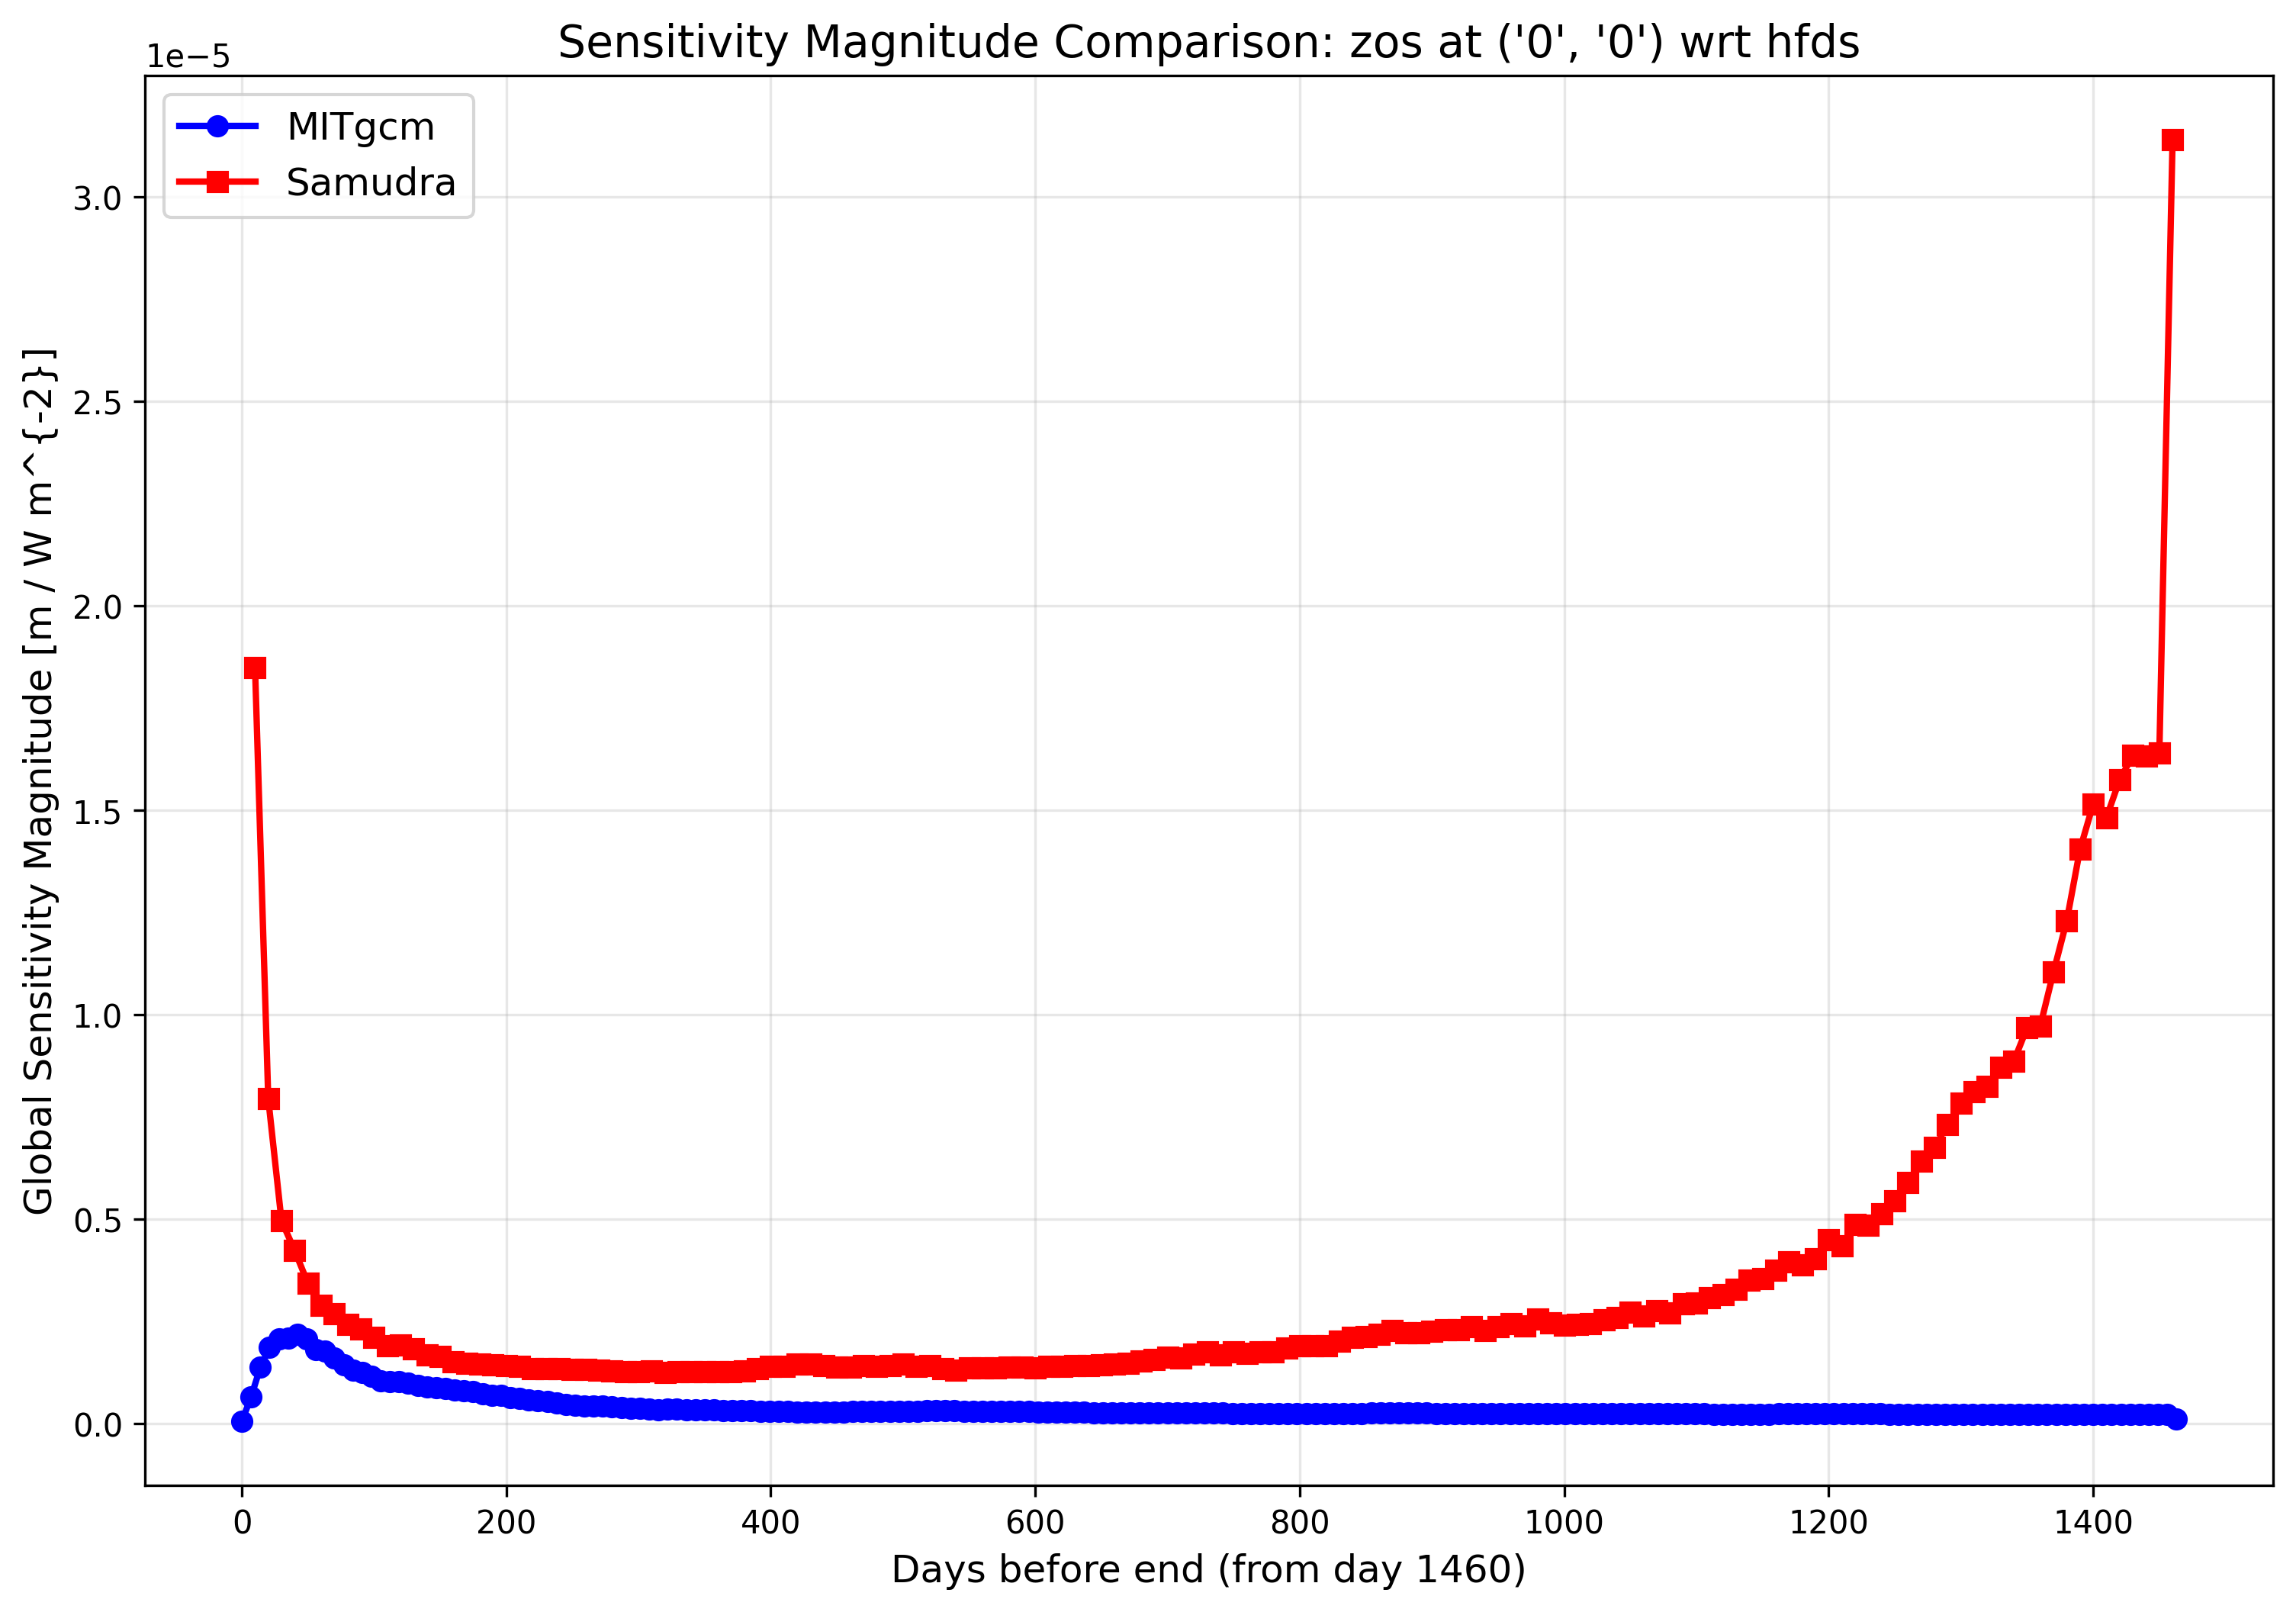 Sensitivity Magnitude Comparison: zos at ('0', '0') wrt hfds
1e−5
MITgcm
Samudra
3.0
2.5
2.0
1.5
1.0
0.5
0.0
Global Sensitivity Magnitude [m / W m^{-2}]
0 200 400 600 800 1000 1200 1400
Days before end (from day 1460)